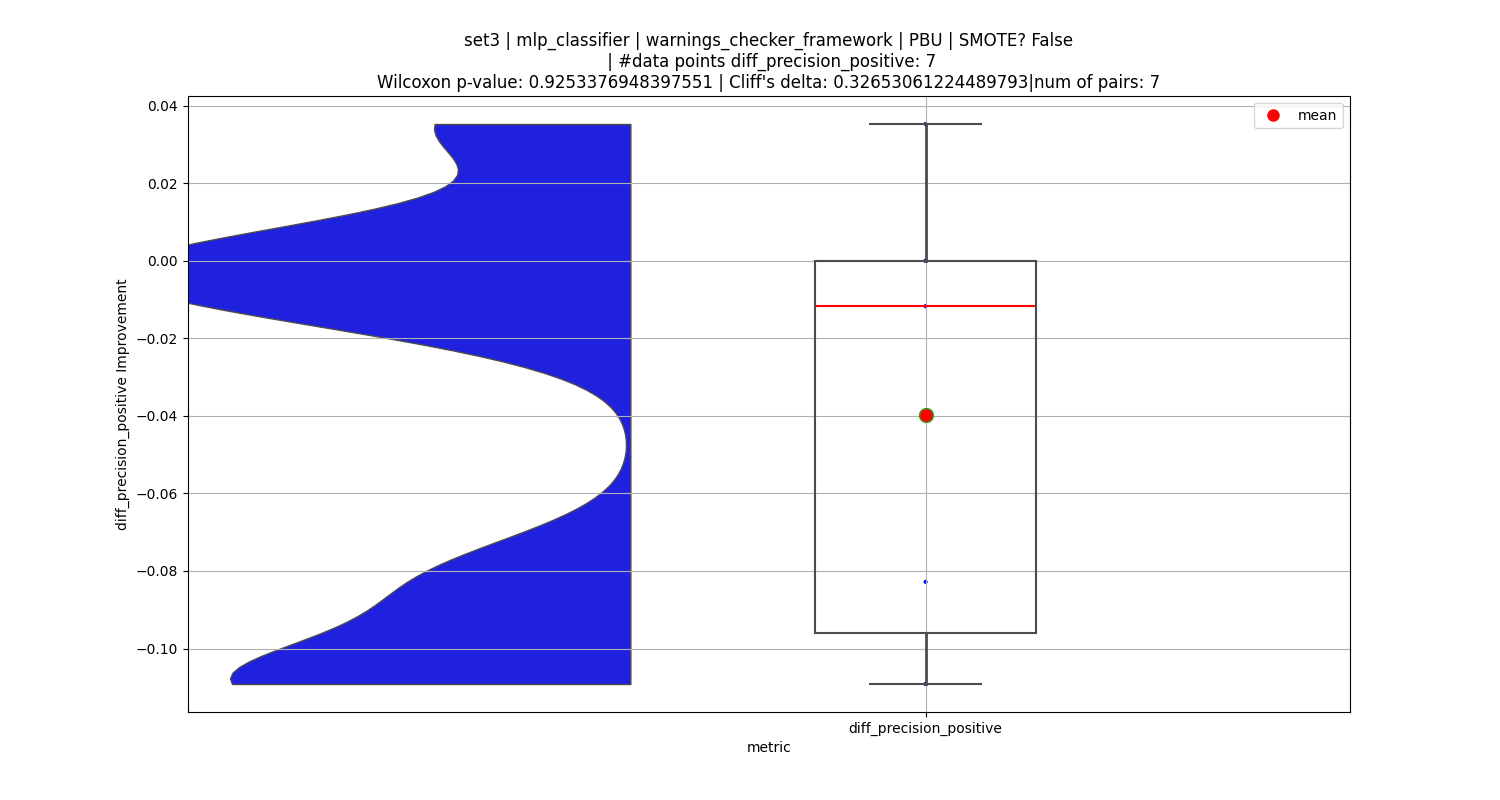 set3 | mlp_classifier | warnings_checker_framework | PBU | SMOTE? False
| #data points diff_precision_positive: 7
Wilcoxon p-value: 0.9253376948397551 | Cliff's delta: 0.32653061224489793|num of pairs: 7
mean
0.04
0.02
0.00
−0.02
−0.04
−0.06
−0.08
−0.10
diff_precision_positive Improvement
diff_precision_positive
metric